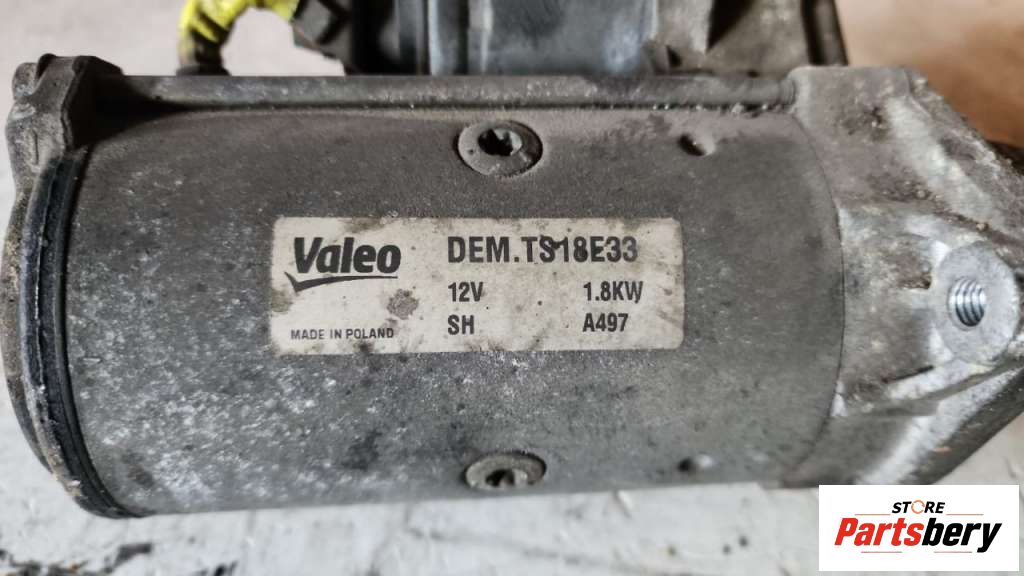 Valeo
DEM.TS18E33
12V 1.8KW
SH A497
MADE IN POLAND
STORE
Partsbery